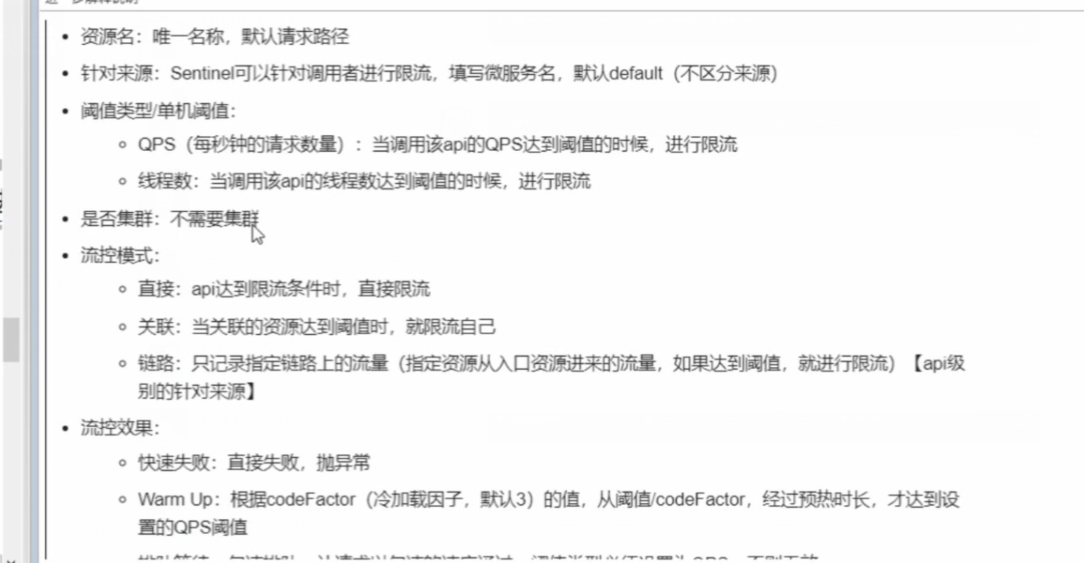 资源名：唯一名称，默认请求路径
针对来源：Sentinel可以针对调用者进行限流，填写微服务名，默认default（不区分来源）
阈值类型/单机阈值：
QPS（每秒钟的请求数量）：当调用该api的QPS达到阈值的时候，进行限流
线程数：当调用该api的线程数达到阈值的时候，进行限流
是否集群：不需要集群
流控模式：
直接：api达到限流条件时，直接限流
关联：当关联的资源达到阈值时，就限流自己
链路：只记录指定链路上的流量（指定资源从入口资源进来的流量，如果达到阈值，就进行限流）【api级
别的针对来源】
流控效果：
快速失败：直接失败，抛异常
Warm Up：根据codeFactor（冷加载因子，默认3）的值，从阈值/codeFactor，经过预热时长，才达到设
置的QPS阈值